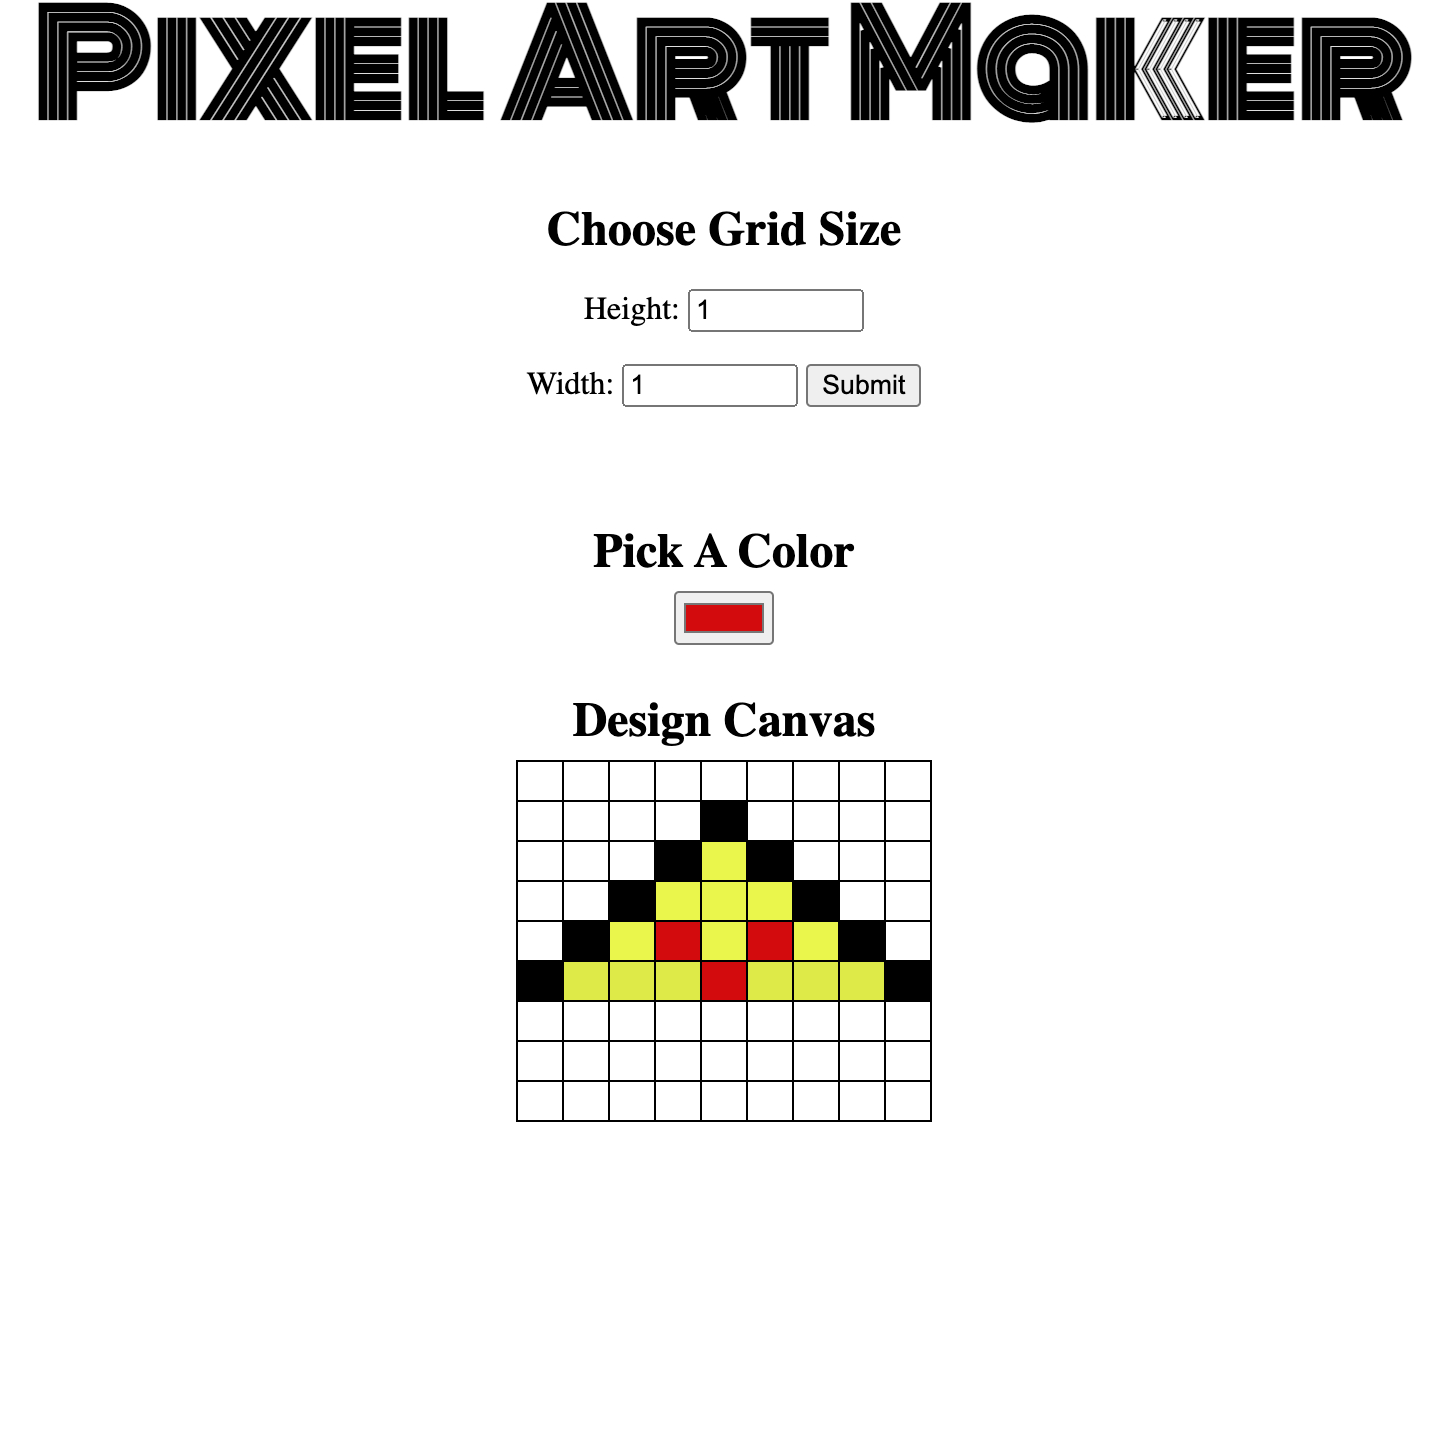 Pixel Art Maker
Choose Grid Size
Height: 1
Width: 1 Submit
Pick A Color
Design Canvas